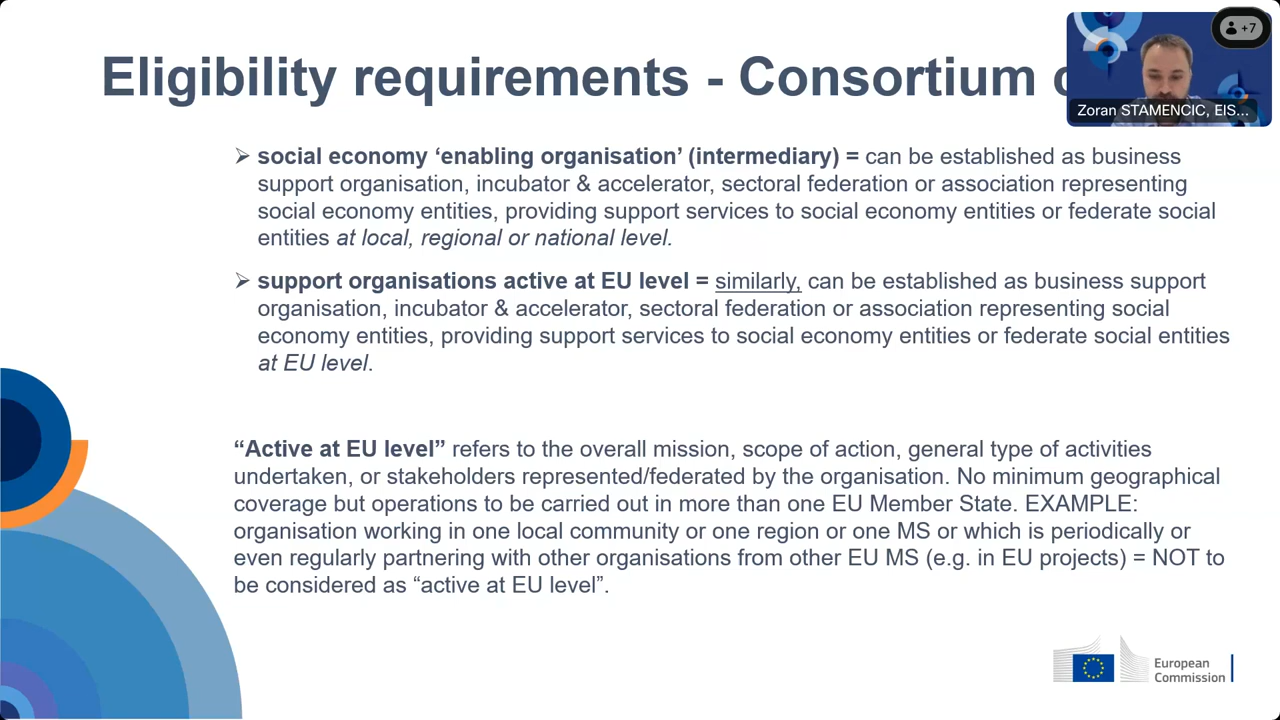 Eligibility requirements - Consortium
+7
Zoran STAMENCIC, EIS...
➢ social economy ‘enabling organisation’ (intermediary) = can be established as business
support organisation, incubator & accelerator, sectoral federation or association representing
social economy entities, providing support services to social economy entities or federate social
entities at local, regional or national level.
➢ support organisations active at EU level = similarly, can be established as business support
organisation, incubator & accelerator, sectoral federation or association representing social
economy entities, providing support services to social economy entities or federate social entities
at EU level.
“Active at EU level” refers to the overall mission, scope of action, general type of activities
undertaken, or stakeholders represented/federated by the organisation. No minimum geographical
coverage but operations to be carried out in more than one EU Member State. EXAMPLE:
organisation working in one local community or one region or one MS or which is periodically or
even regularly partnering with other organisations from other EU MS (e.g. in EU projects) = NOT to
be considered as “active at EU level”.
European
Commission